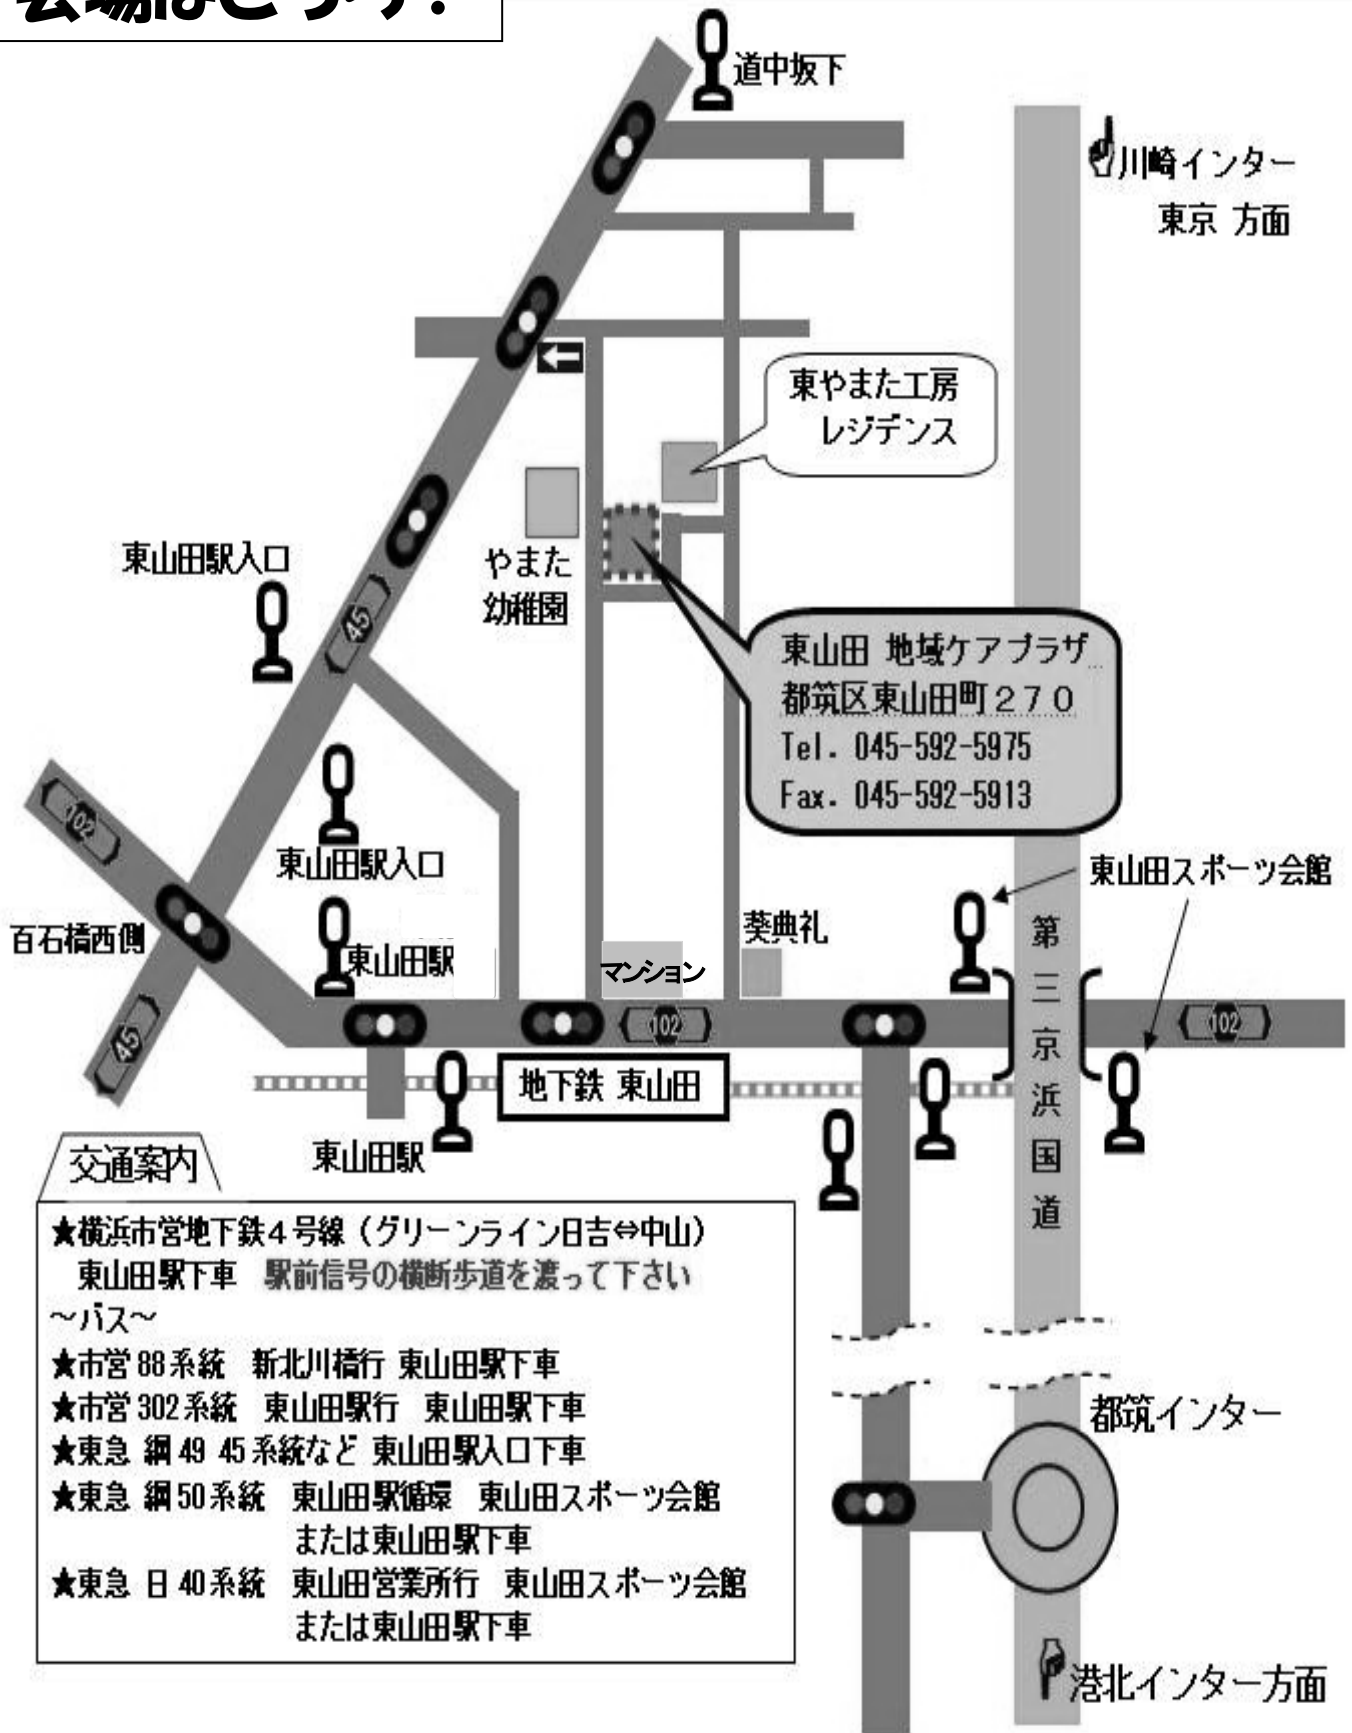 会場はどっち?
道中坂下
川崎インター
東京 方面
東やまた工房
レジデンス
東山田駅入口
45
やまた
幼稚園
東山田 地域ケアプラザ
都筑区東山田町270
Tel. 045-592-5975
Fax. 045-592-5913
102
東山田駅入口
東山田スポーツ会館
百石橋西側
東山田駅
マンション
葵典礼
第三京浜国道
102
102
45
地下鉄 東山田
東山田駅
交通案内
★横浜市営地下鉄4号線(グリーンライン日吉⇔中山)
東山田駅下車 駅前信号の横断歩道を渡って下さい
~バス~
★市営88系統 新北川橋行 東山田駅下車
★市営302系統 東山田駅行 東山田駅下車
★東急 綱49 45系統など 東山田駅入口下車
★東急 綱50系統 東山田駅循環 東山田スポーツ会館
または東山田駅下車
★東急 日40系統 東山田営業所行 東山田スポーツ会館
または東山田駅下車
都筑インター
港北インター方面